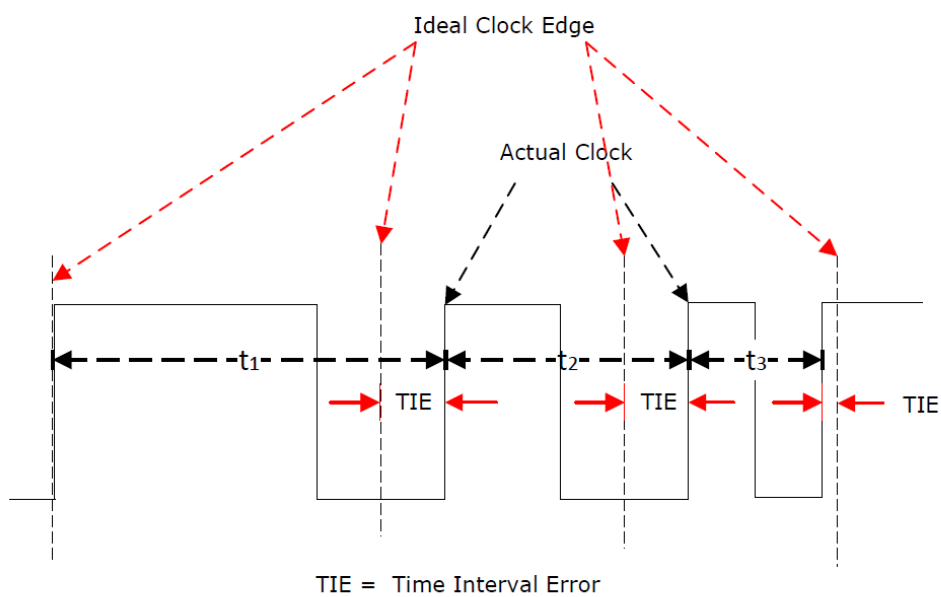 Ideal Clock Edge
Actual Clock
t1
t2
t3
TIE
TIE
TIE
TIE = Time Interval Error